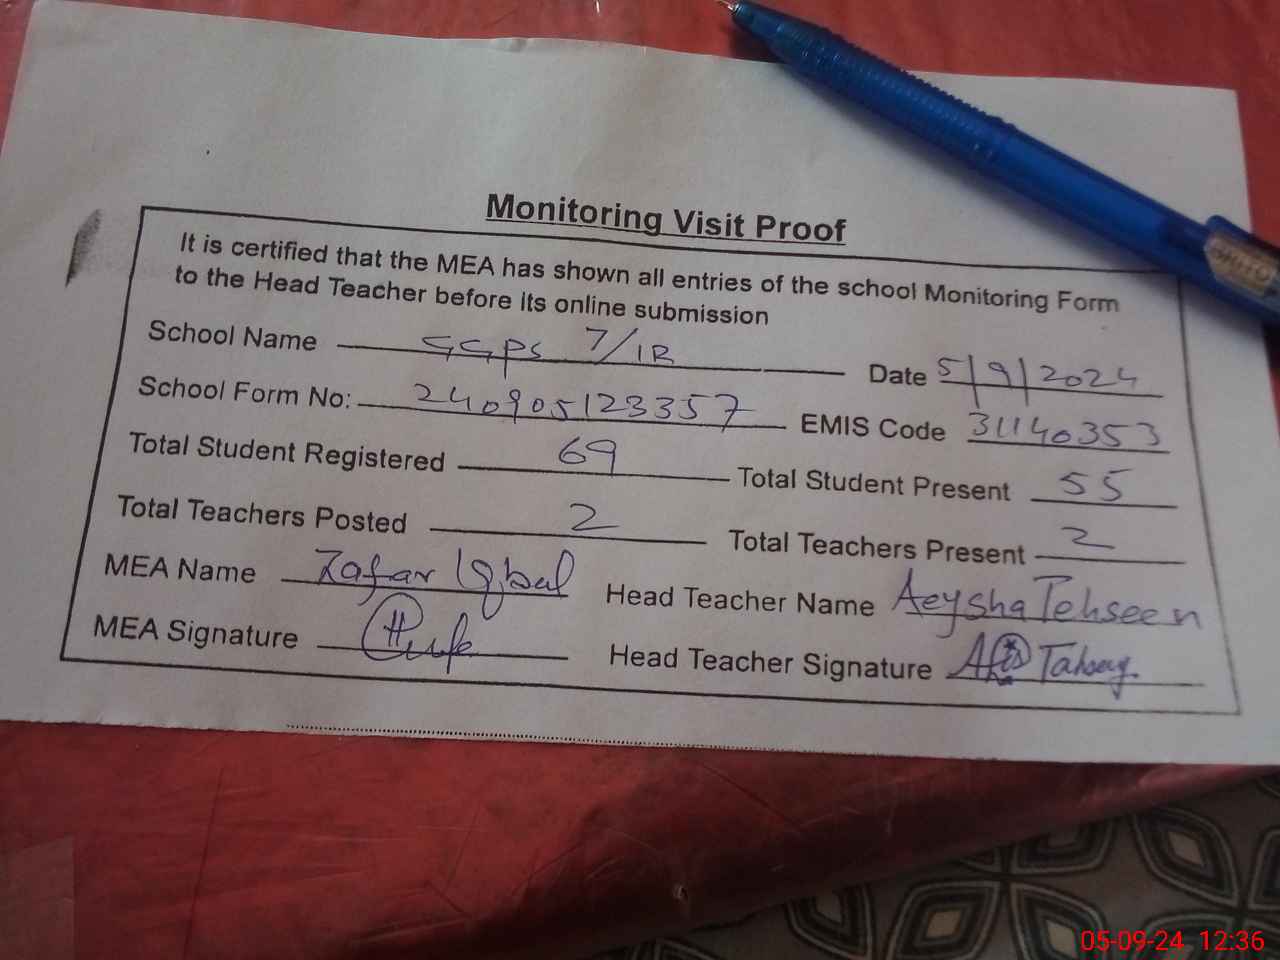 Monitoring Visit Proof
It is certified that the MEA has shown all entries of the school Monitoring Form
to the Head Teacher before its online submission
School Name GGPS 7/1R Date 5/9/2024
School Form No: 240905123357 EMIS Code 31140353
Total Student Registered 69 Total Student Present 55
Total Teachers Posted 2 Total Teachers Present 2
MEA Name Zafar Iqbal Head Teacher Name Aeysha Tehseen
MEA Signature Head Teacher Signature
05-09-24 12:36